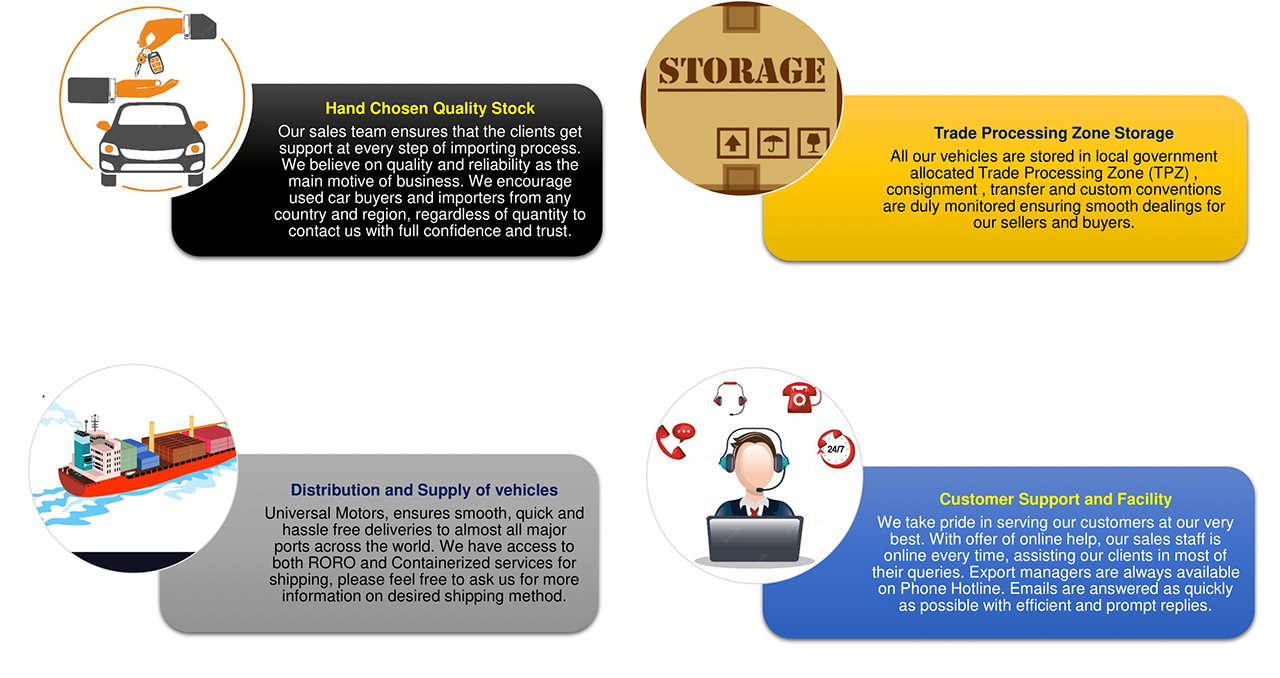 Hand Chosen Quality Stock
Our sales team ensures that the clients get
support at every step of importing process.
We believe on quality and reliability as the
main motive of business. We encourage
used car buyers and importers from any
country and region, regardless of quantity to
contact us with full confidence and trust.
STORAGE
Trade Processing Zone Storage
All our vehicles are stored in local government
allocated Trade Processing Zone (TPZ) ,
consignment , transfer and custom conventions
are duly monitored ensuring smooth dealings for
our sellers and buyers.
Distribution and Supply of vehicles
Universal Motors, ensures smooth, quick and
hassle free deliveries to almost all major
ports across the world. We have access to
both RORO and Containerized services for
shipping, please feel free to ask us for more
information on desired shipping method.
24/7
Customer Support and Facility
We take pride in serving our customers at our very
best. With offer of online help, our sales staff is
online every time, assisting our clients in most of
their queries. Export managers are always available
on Phone Hotline. Emails are answered as quickly
as possible with efficient and prompt replies.